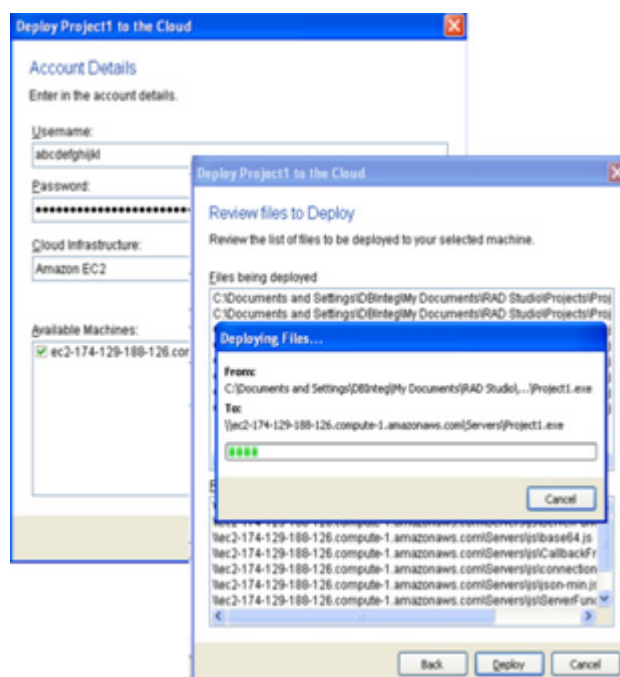 Deploy Project1 to the Cloud
Account Details
Enter in the account details.
Username:
abcdefghijkl
Password:
Cloud Infrastructure:
Amazon EC2
Available Machines:
ec2-174-129-188-126.com
Deploy Project1 to the Cloud
Review files to Deploy
Review the list of files to be deployed to your selected machine.
Files being deployed
C:\Documents and Settings\DBInteg\My Documents\RAD Studio\Projects\Proj
C:\Documents and Settings\DBInteg\My Documents\RAD Studio\Projects\Proj
Deploying Files...
From:
C:\Documents and Settings\DBInteg\My Documents\RAD Studio\,...\Project1.exe
To:
\\ec2-174-129-188-126.compute-1.amazonaws.com\Servers\Project1.exe
Cancel
\\ec2-174-129-188-126.compute-1.amazonaws.com\Servers\js\base64.js
\\ec2-174-129-188-126.compute-1.amazonaws.com\Servers\js\CallbackFr
\\ec2-174-129-188-126.compute-1.amazonaws.com\Servers\js\connection
\\ec2-174-129-188-126.compute-1.amazonaws.com\Servers\js\json-min.js
\\ec2-174-129-188-126.compute-1.amazonaws.com\Servers\js\ServerFunc
Back
Deploy
Cancel